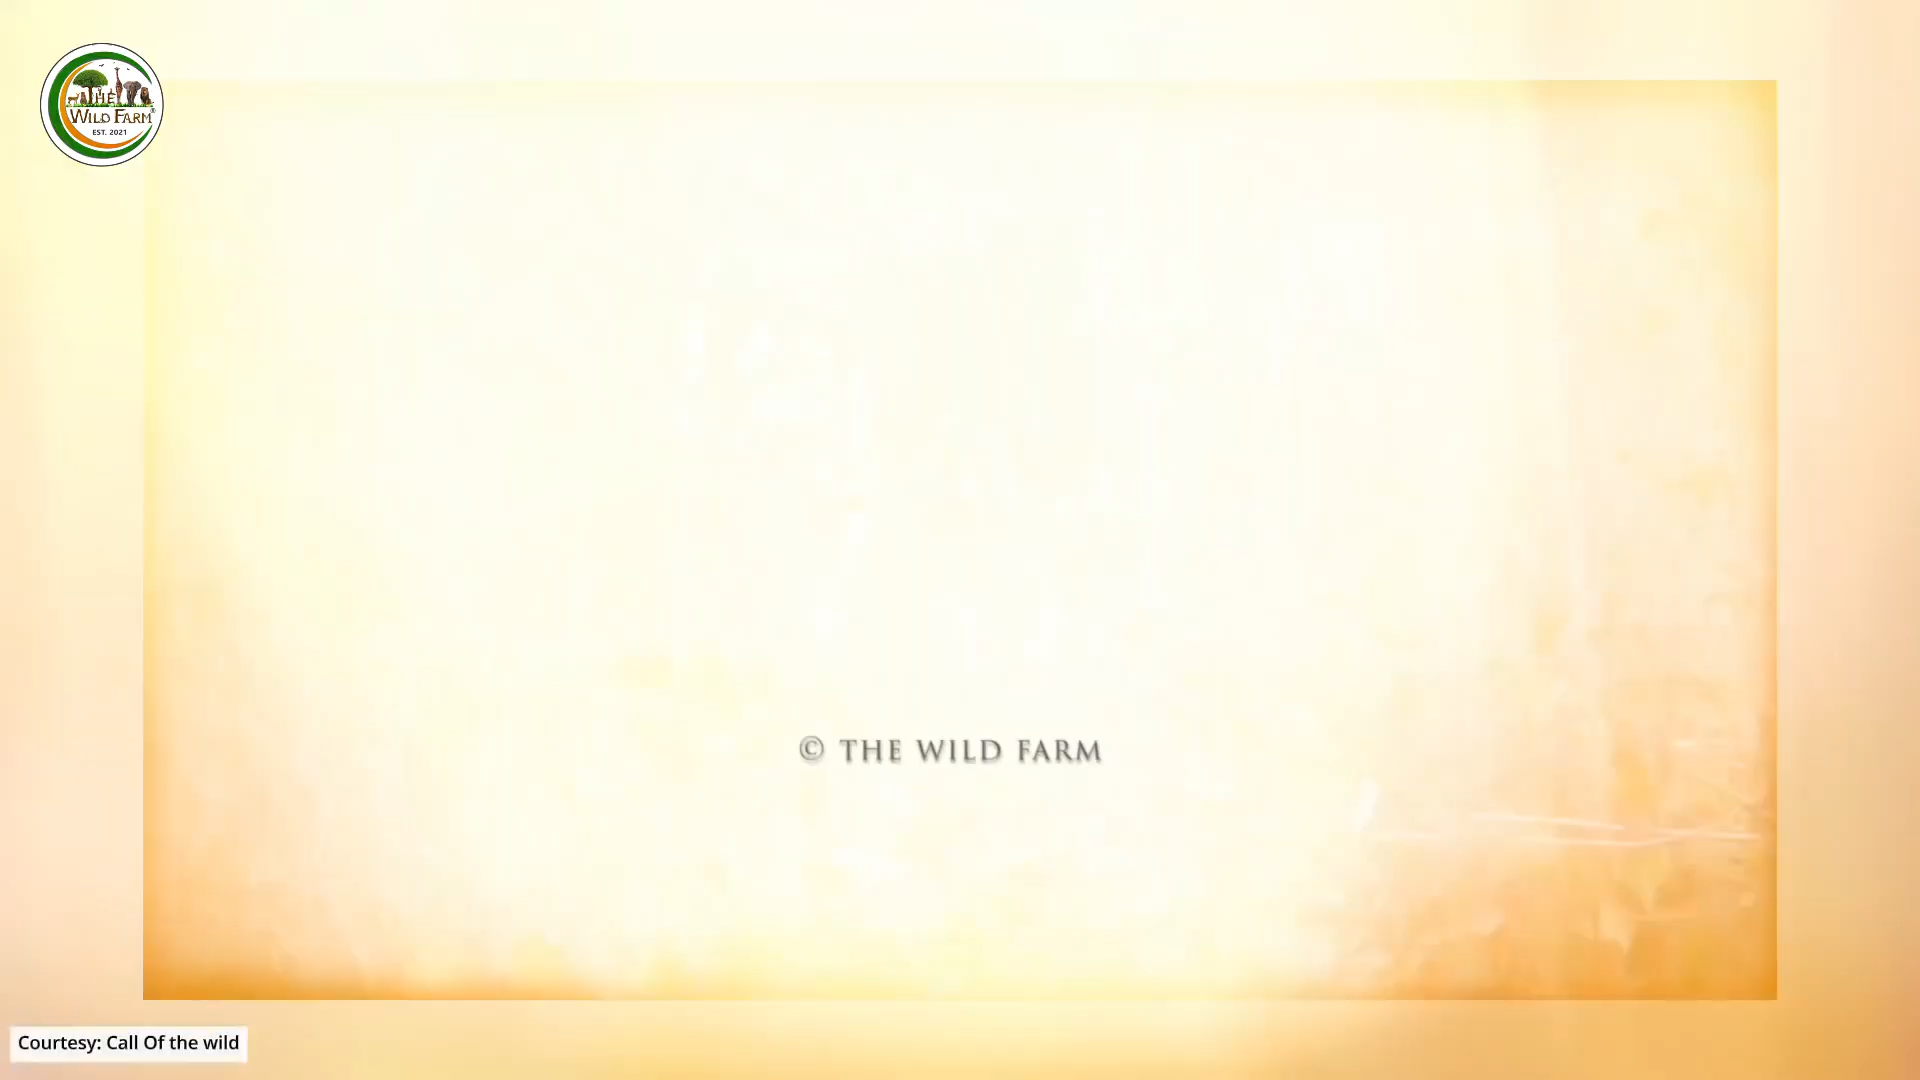 THE
WILD FARM
EST. 2021
© THE WILD FARM
Courtesy: Call Of the wild